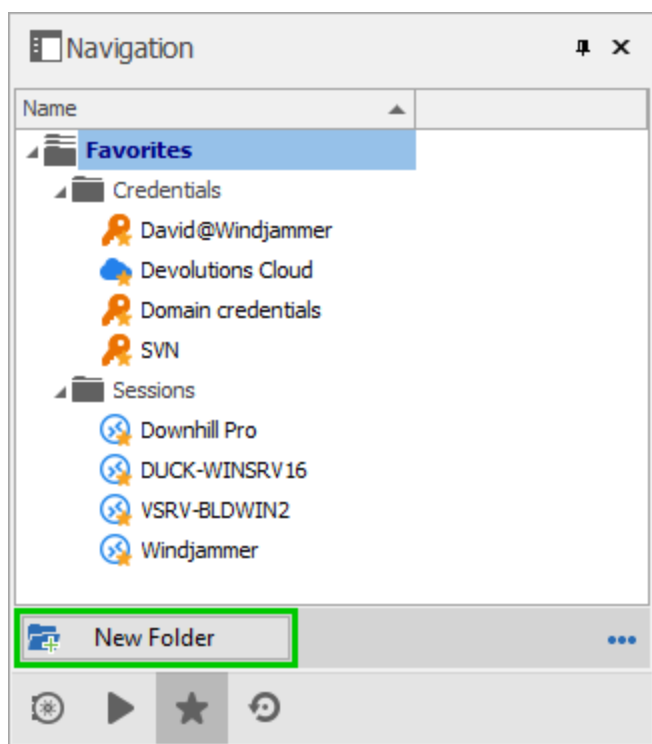 Navigation
Name
Favorites
Credentials
David@Windjammer
Devolutions Cloud
Domain credentials
SVN
Sessions
Downhill Pro
DUCK-WINSRV16
VSRV-BLDWIN2
Windjammer
New Folder